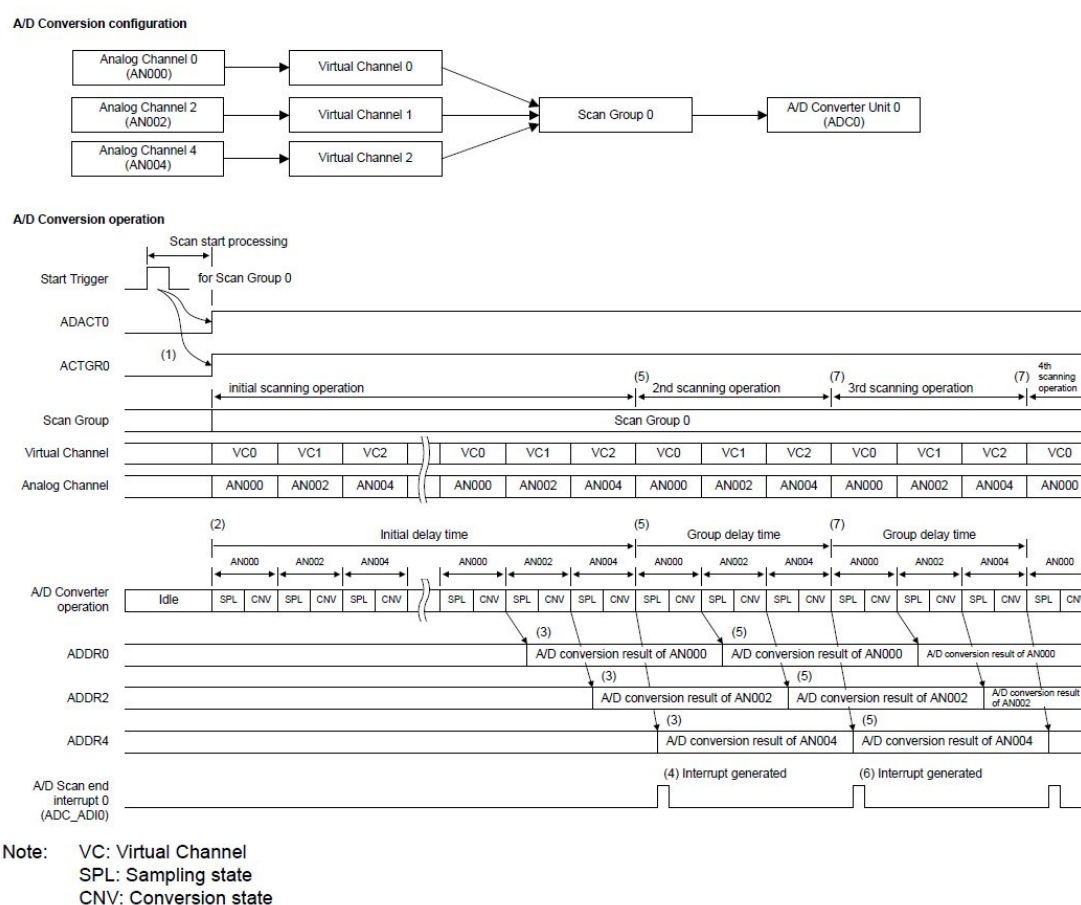 A/D Conversion configuration
Analog Channel 0
(AN000)
Virtual Channel 0
Analog Channel 2
(AN002)
Virtual Channel 1
Scan Group 0
A/D Converter Unit 0
(ADC0)
Analog Channel 4
(AN004)
Virtual Channel 2
A/D Conversion operation
Scan start processing
Start Trigger
for Scan Group 0
ADACT0
(1)
ACTGR0
initial scanning operation
(5)
2nd scanning operation
(7)
3rd scanning operation
(7)
4th
scanning
operation
Scan Group
Scan Group 0
Virtual Channel
VC0 VC1 VC2 VC0 VC1 VC2 VC0 VC1 VC2 VC0 VC1 VC2 VC0
Analog Channel
AN000 AN002 AN004 AN000 AN002 AN004 AN000 AN002 AN004 AN000 AN002 AN004 AN000
(2)
Initial delay time
(5)
Group delay time
(7)
Group delay time
AN000 AN002 AN004 AN000 AN002 AN004 AN000 AN002 AN004 AN000 AN002 AN004 AN000
A/D Converter
operation
Idle SPL CNV SPL CNV SPL CNV SPL CNV SPL CNV SPL CNV SPL CNV SPL CNV SPL CNV SPL CNV SPL CNV SPL CNV SPL CNV
(3)
(5)
ADDR0
A/D conversion result of AN000
A/D conversion result of AN000
A/D conversion result of AN000
(3)
(5)
ADDR2
A/D conversion result of AN002
A/D conversion result of AN002
A/D conversion result
of AN002
(3)
(5)
ADDR4
A/D conversion result of AN004
A/D conversion result of AN004
(4) Interrupt generated
(6) Interrupt generated
A/D Scan end
interrupt 0
(ADC_ADI0)
Note: VC: Virtual Channel
SPL: Sampling state
CNV: Conversion state